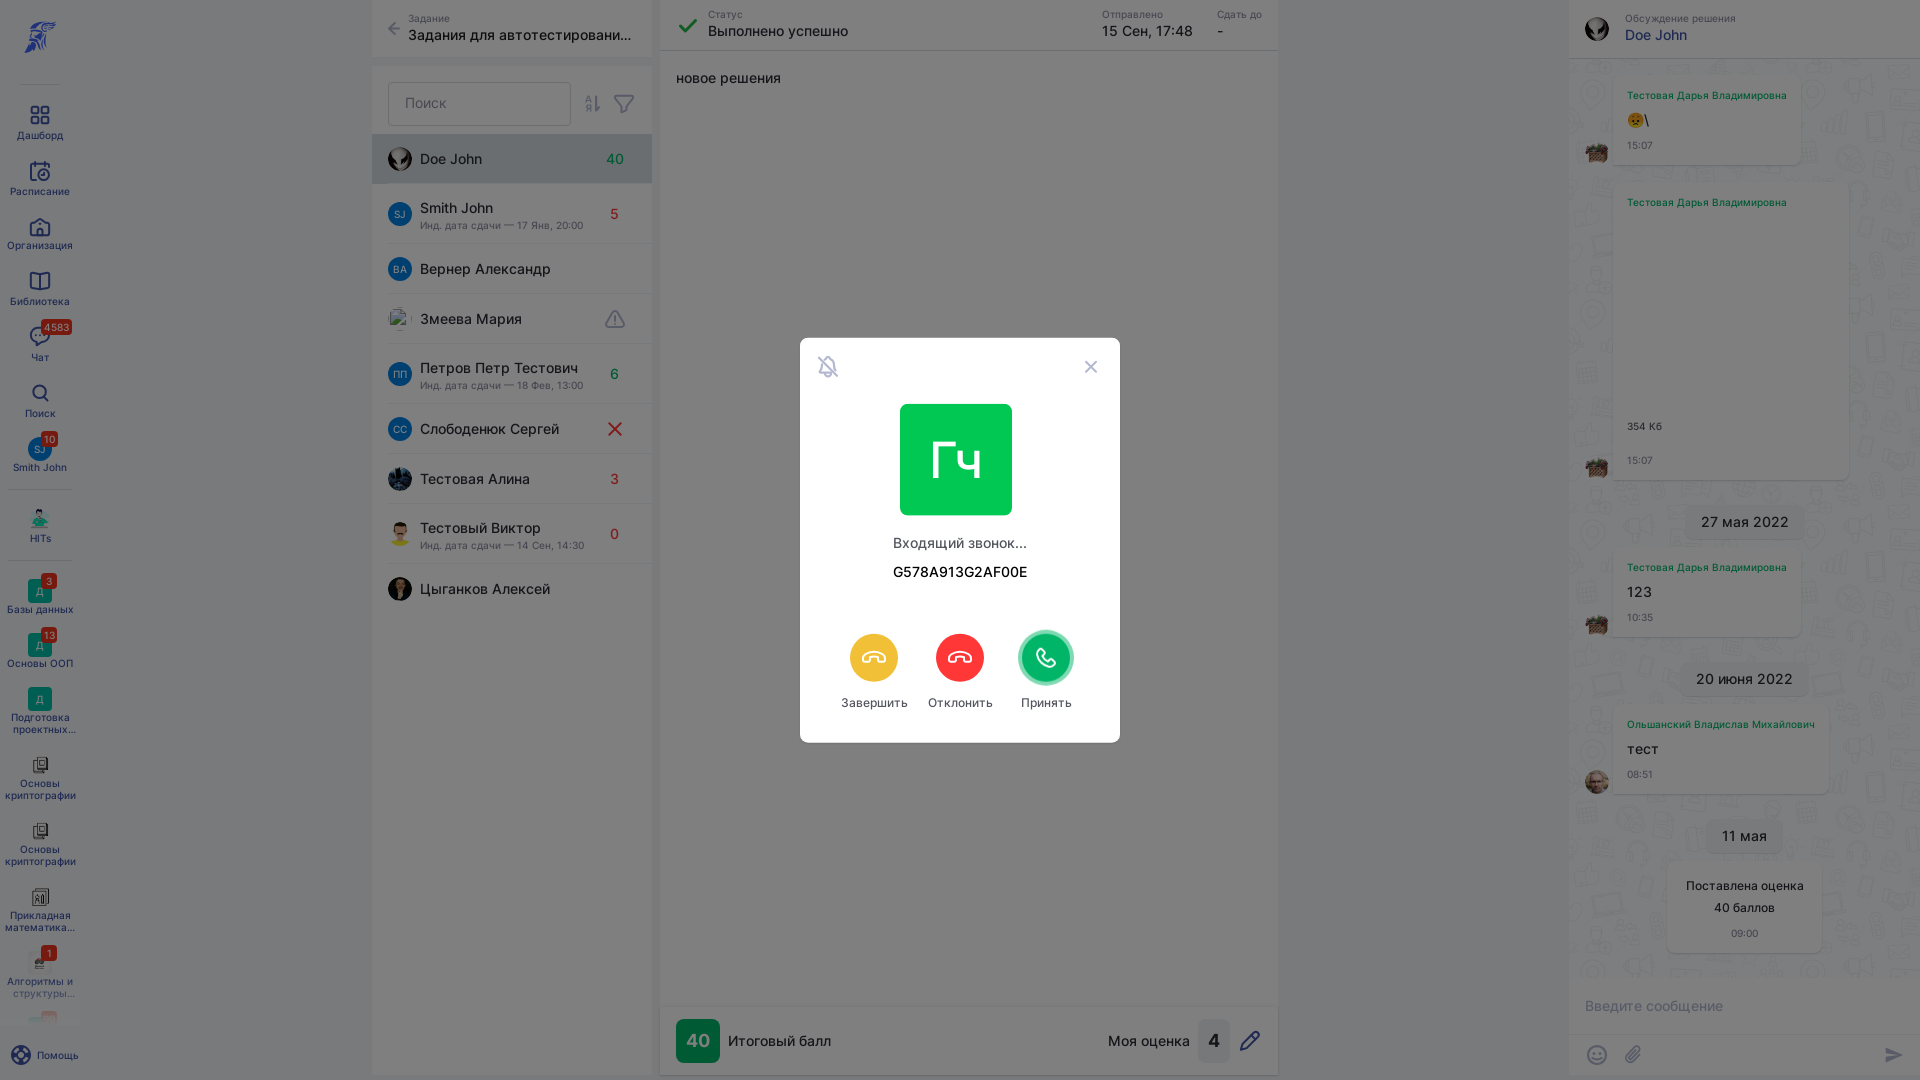 Дашборд
Расписание
Организация
Библиотека
4583
Чат
Поиск
10
SJ
Smith John
HITs
3
Д
Базы данных
13
Д
Основы ООП
Д
Подготовка
проектных...
Основы
криптографии
Основы
криптографии
Прикладная
математика...
1
Алгоритмы и
структуры...
Помощь
Задание
Задания для автотестировани...
Поиск
Doe John
40
SJ
Smith John
Инд. дата сдачи — 17 Янв, 20:00
5
ВА
Вернер Александр
Змеева Мария
ПП
Петров Петр Тестович
Инд. дата сдачи — 18 Фев, 13:00
6
СС
Слободенюк Сергей
Тестовая Алина
3
Тестовый Виктор
Инд. дата сдачи — 14 Сен, 14:30
0
Цыганков Алексей
Статус
Выполнено успешно
Отправлено
15 Сен, 17:48
Сдать до
-
новое решения
Гч
Входящий звонок...
G578A913G2AF00E
Завершить
Отклонить
Принять
40
Итоговый балл
Моя оценка
4
Обсуждение решения
Doe John
Тестовая Дарья Владимировна
😠\
15:07
Тестовая Дарья Владимировна
354 Кб
15:07
27 мая 2022
Тестовая Дарья Владимировна
123
10:35
20 июня 2022
Ольшанский Владислав Михайлович
тест
08:51
11 мая
Поставлена оценка
40 баллов
09:00
Введите сообщение